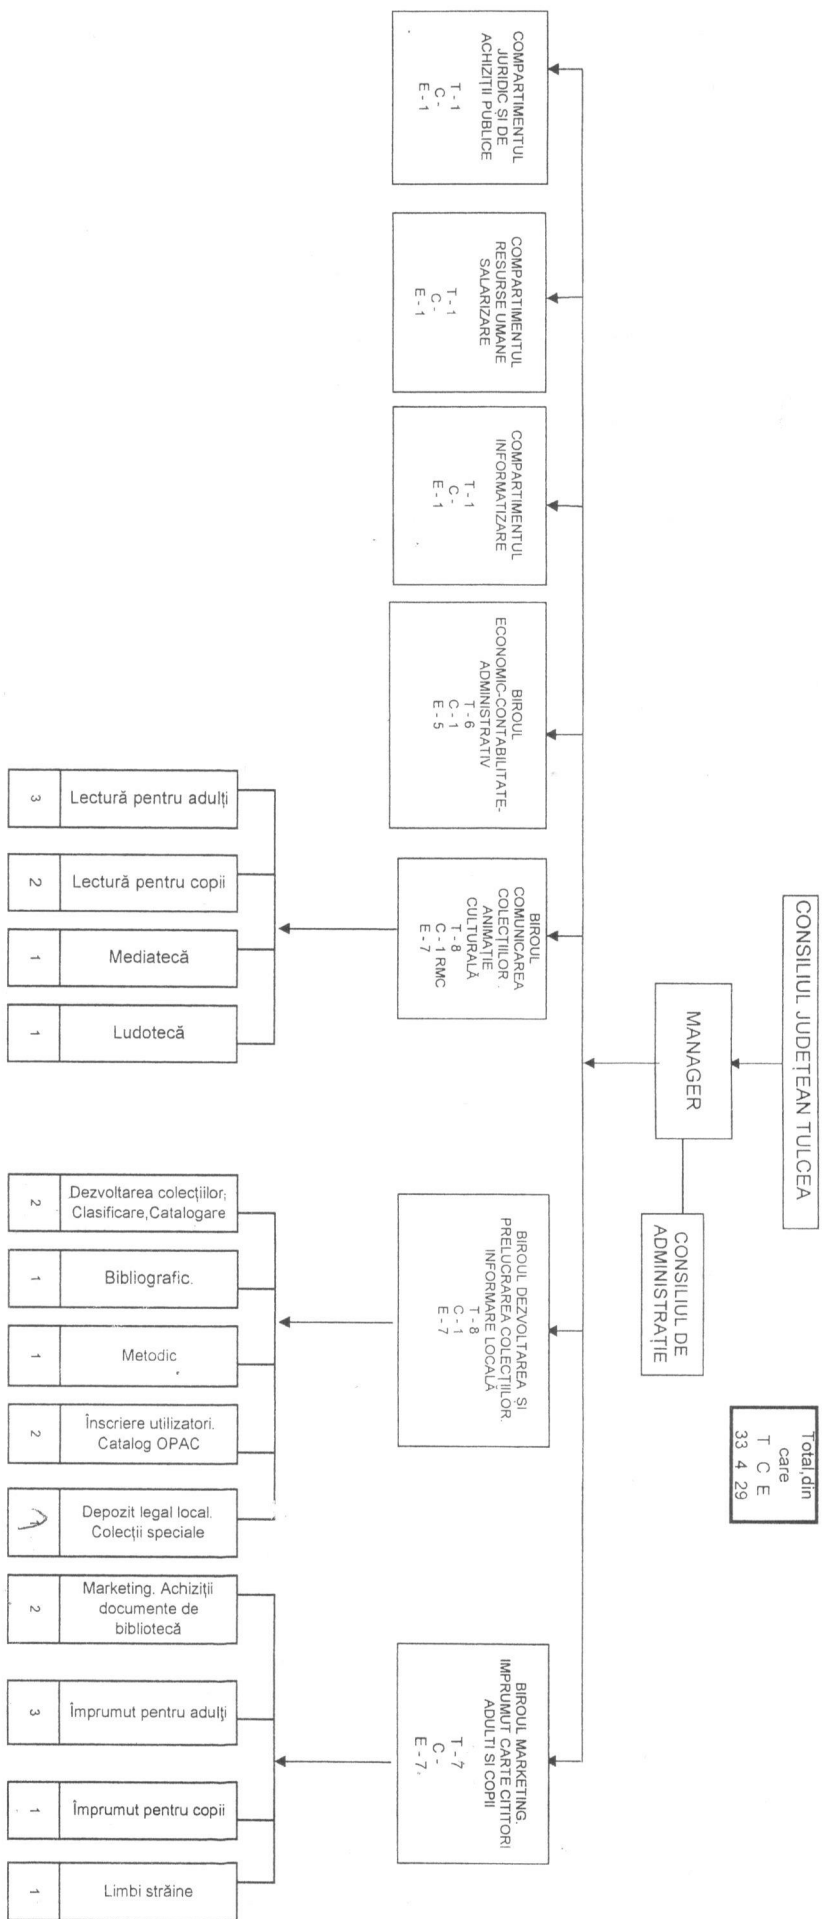 CONSILIUL JUDEȚEAN TULCEA
MANAGER
CONSILIUL DE
ADMINISTRAȚIE
Total,din
care
T C E
33 4 29
COMPARTIMENTUL
JURIDIC ȘI DE
ACHIZIȚII PUBLICE
T - 1
C -
E - 1
COMPARTIMENTUL
RESURSE UMANE
SALARIZARE
T - 1
C -
E - 1
COMPARTIMENTUL
INFORMATIZARE
T - 1
C -
E - 1
BIROUL
ECONOMIC-CONTABILITATE-
ADMINISTRATIV
T - 6
C - 1
E - 5
BIROUL
COMUNICAREA
COLECȚIILOR .
ANIMAȚIE
CULTURALĂ
T - 8
C - 1 RMC
E - 7
BIROUL DEZVOLTAREA ȘI
PRELUCRAREA COLECȚIILOR.
INFORMARE LOCALĂ
T - 8
C - 1
E - 7
BIROUL MARKETING.
IMPRUMUT CARTE CITITORI
ADULTI SI COPII
T - 7
C -
E - 7.
Lectură pentru adulți
3
Lectură pentru copii
2
Mediatecă
1
Ludotecă
1
Dezvoltarea colecțiilor;
Clasificare,Catalogare
2
Bibliografic.
1
Metodic
1
Înscriere utilizatori.
Catalog OPAC
2
Depozit legal local.
Colecții speciale
1
Marketing. Achiziții
documente de
bibliotecă
2
Împrumut pentru adulți
3
Împrumut pentru copii
1
Limbi străine
1